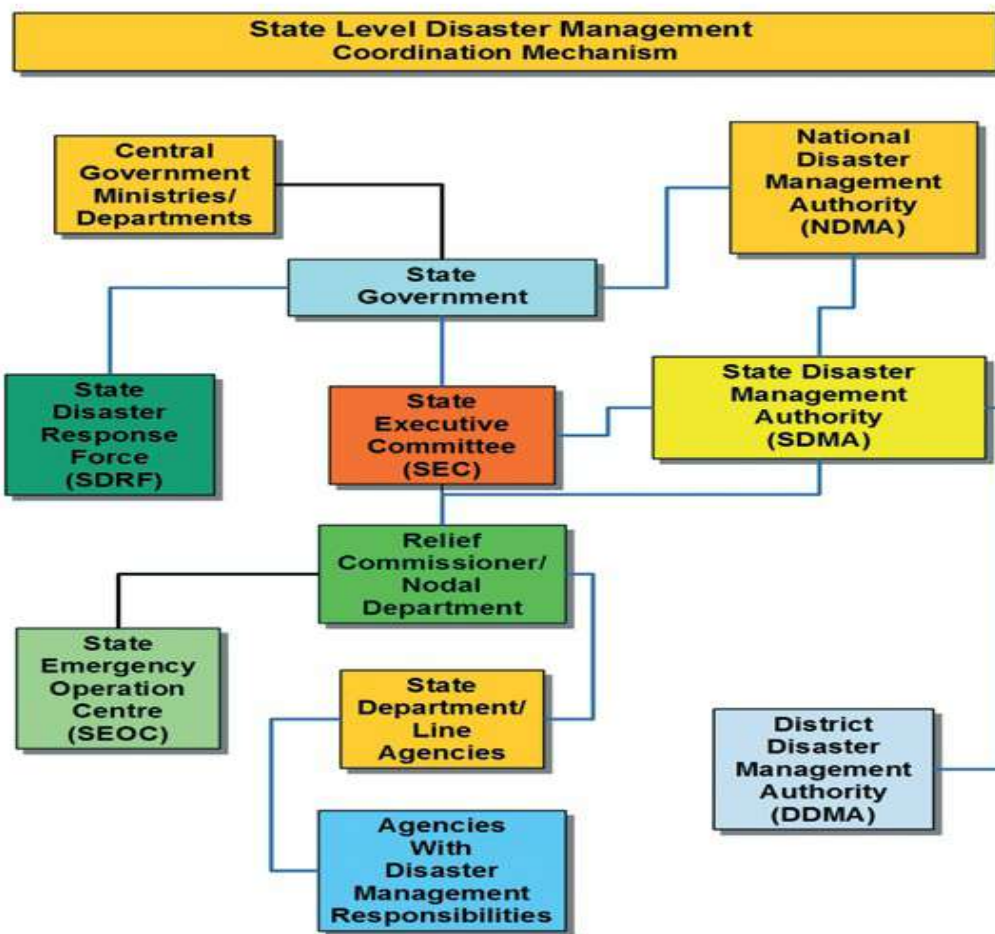 State Level Disaster Management
Coordination Mechanism
Central
Government
Ministries/
Departments
National
Disaster
Management
Authority
(NDMA)
State
Government
State
Disaster
Response
Force
(SDRF)
State
Executive
Committee
(SEC)
State Disaster
Management
Authority
(SDMA)
Relief
Commissioner/
Nodal
Department
State
Emergency
Operation
Centre
(SEOC)
State
Department/
Line
Agencies
District
Disaster
Management
Authority
(DDMA)
Agencies
With
Disaster
Management
Responsibilities